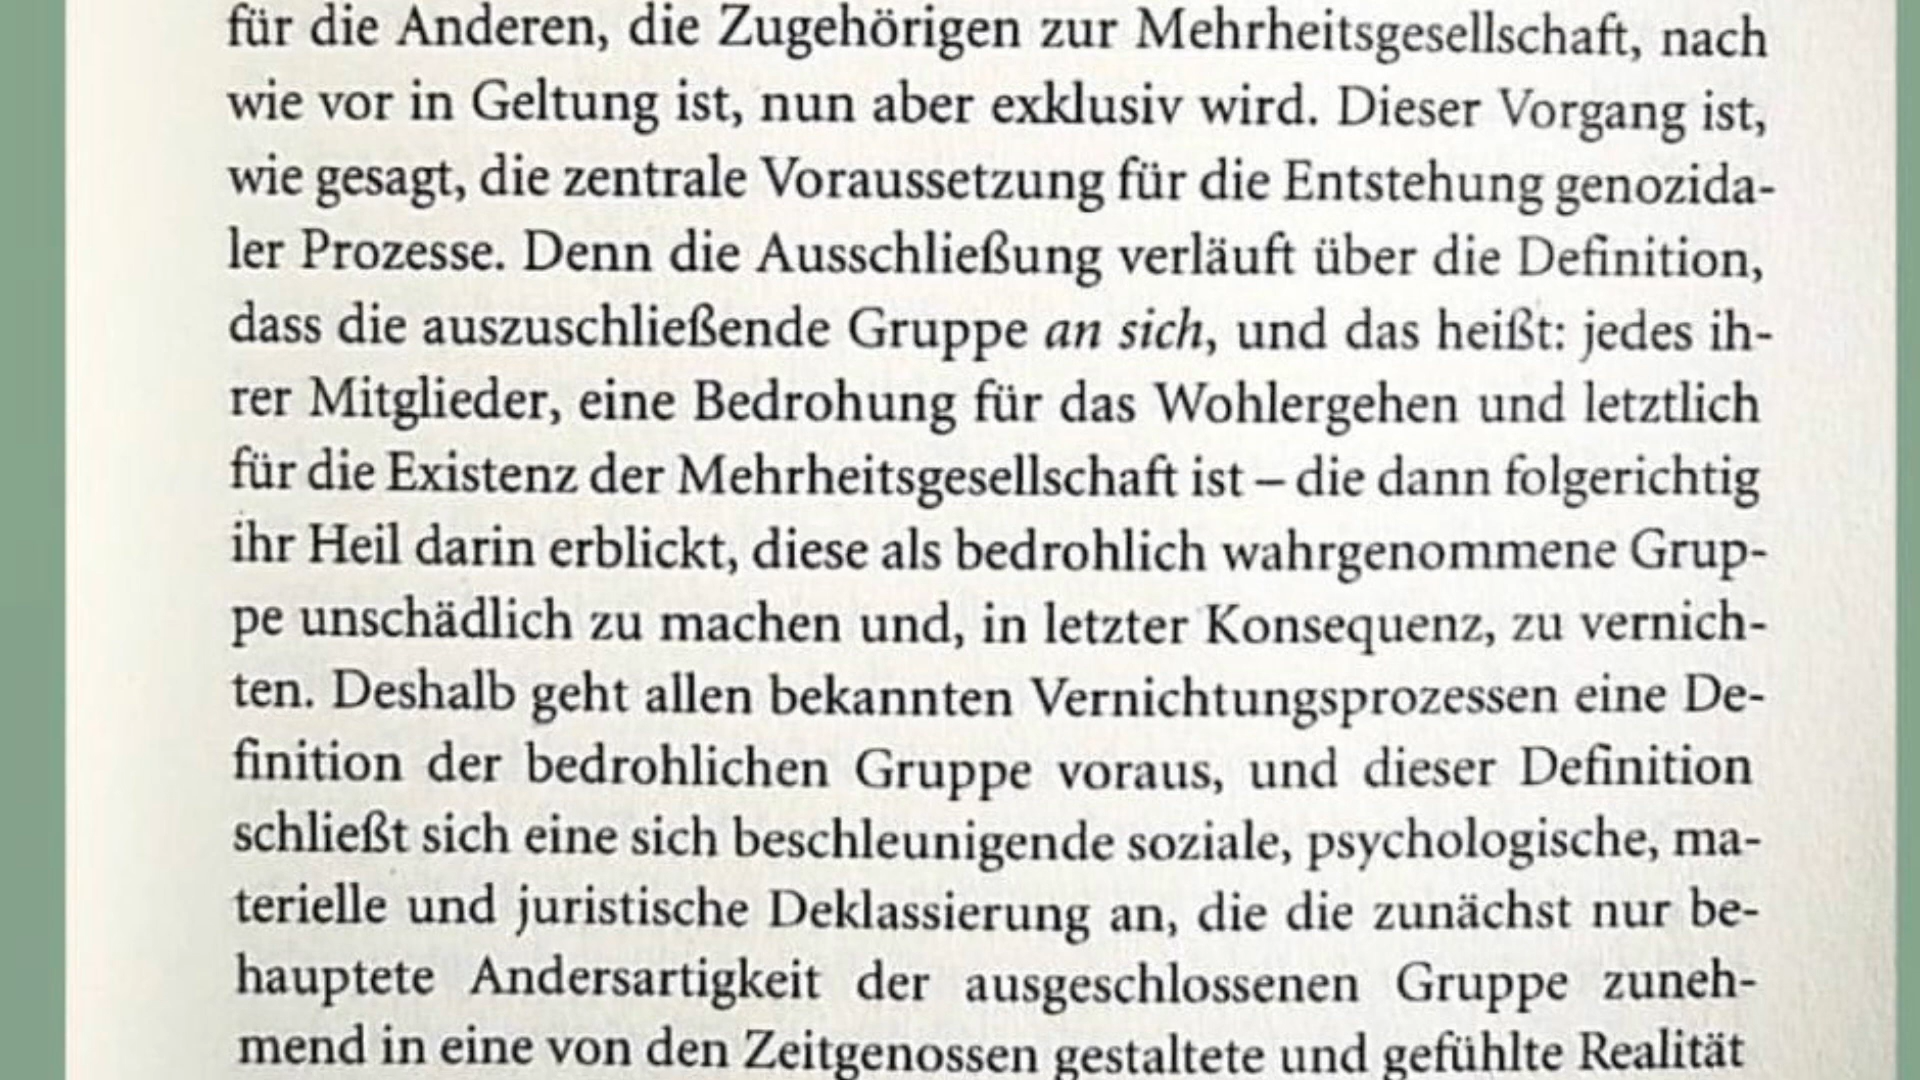 für die Anderen, die Zugehörigen zur Mehrheitsgesellschaft, nach
wie vor in Geltung ist, nun aber exklusiv wird. Dieser Vorgang ist,
wie gesagt, die zentrale Voraussetzung für die Entstehung genozida-
ler Prozesse. Denn die Ausschließung verläuft über die Definition,
dass die auszuschließende Gruppe an sich, und das heißt: jedes ih-
rer Mitglieder, eine Bedrohung für das Wohlergehen und letztlich
für die Existenz der Mehrheitsgesellschaft ist – die dann folgerichtig
ihr Heil darin erblickt, diese als bedrohlich wahrgenommene Grup-
pe unschädlich zu machen und, in letzter Konsequenz, zu vernich-
ten. Deshalb geht allen bekannten Vernichtungsprozessen eine De-
finition der bedrohlichen Gruppe voraus, und dieser Definition
schließt sich eine sich beschleunigende soziale, psychologische, ma-
terielle und juristische Deklassierung an, die die zunächst nur be-
hauptete Andersartigkeit der ausgeschlossenen Gruppe zuneh-
mend in eine von den Zeitgenossen gestaltete und gefühlte Realität